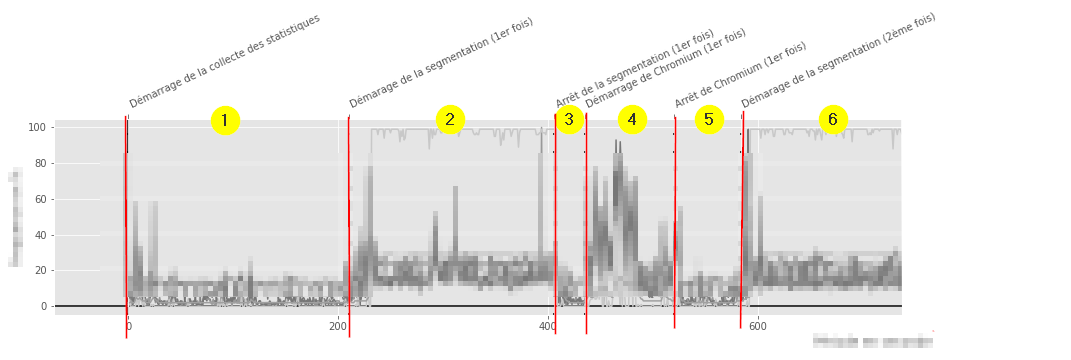 Démarrage de la collecte des statistiques
Démarage de la segmentation (1er fois)
Arrêt de la segmentation (1er fois)
Démarrage de Chromium (1er fois)
Arrêt de Chromium (1er fois)
Démarage de la segmentation (2ème fois)
1
2
3
4
5
6
100
80
60
40
20
0
0
200
400
600